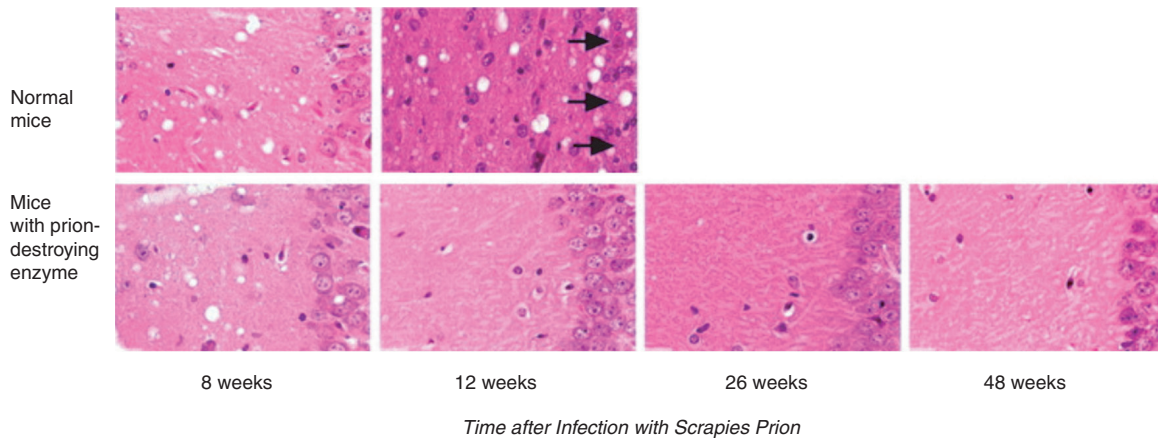 Normal
mice
Mice
with prion-
destroying
enzyme
8 weeks
12 weeks
26 weeks
48 weeks
Time after Infection with Scrapies Prion